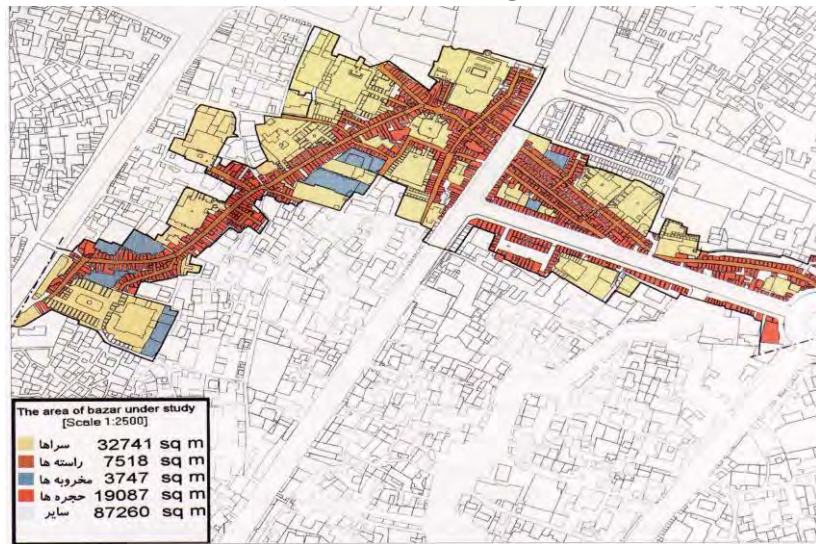 The area of bazar under study
[Scale 1:2500]
سراها 32741 sq m
راسته ها 7518 sq m
مخروبه ها 3747 sq m
حجره ها 19087 sq m
سایر 87260 sq m